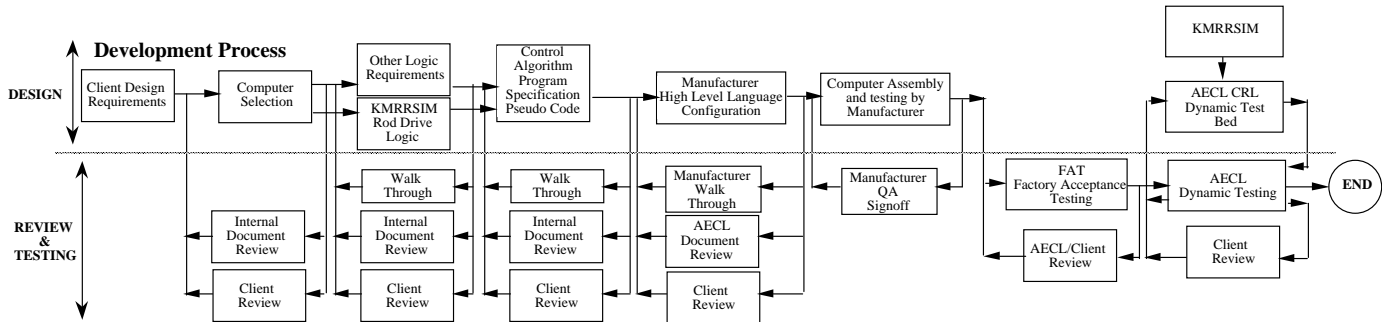 Development Process
DESIGN
Client Design
Requirements
Computer
Selection
Other Logic
Requirements
KMRRSIM
Rod Drive
Logic
Control
Algorithm
Program
Specification
Pseudo Code
Manufacturer
High Level Language
Configuration
Computer Assembly
and testing by
Manufacturer
KMRRSIM
AECL CRL
Dynamic Test
Bed
REVIEW
&
TESTING
Internal
Document
Review
Client
Review
Walk
Through
Internal
Document
Review
Client
Review
Walk
Through
Internal
Document
Review
Client
Review
Manufacturer
Walk
Through
AECL
Document
Review
Client
Review
Manufacturer
QA
Signoff
FAT
Factory Acceptance
Testing
AECL/Client
Review
AECL
Dynamic Testing
Client
Review
END